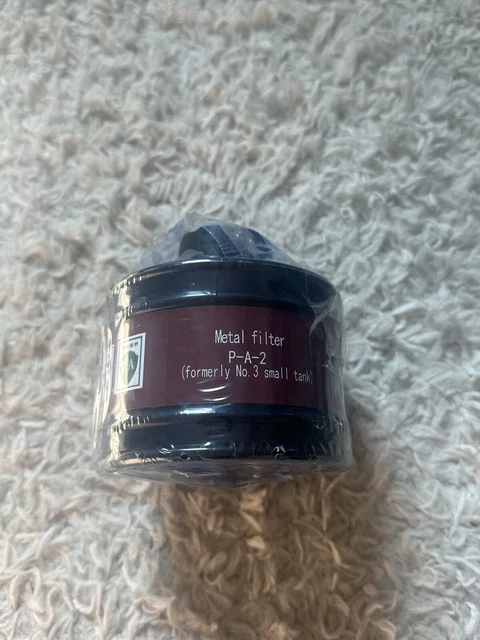 Metal filter
P-A-2
(formerly No.3 small tank)